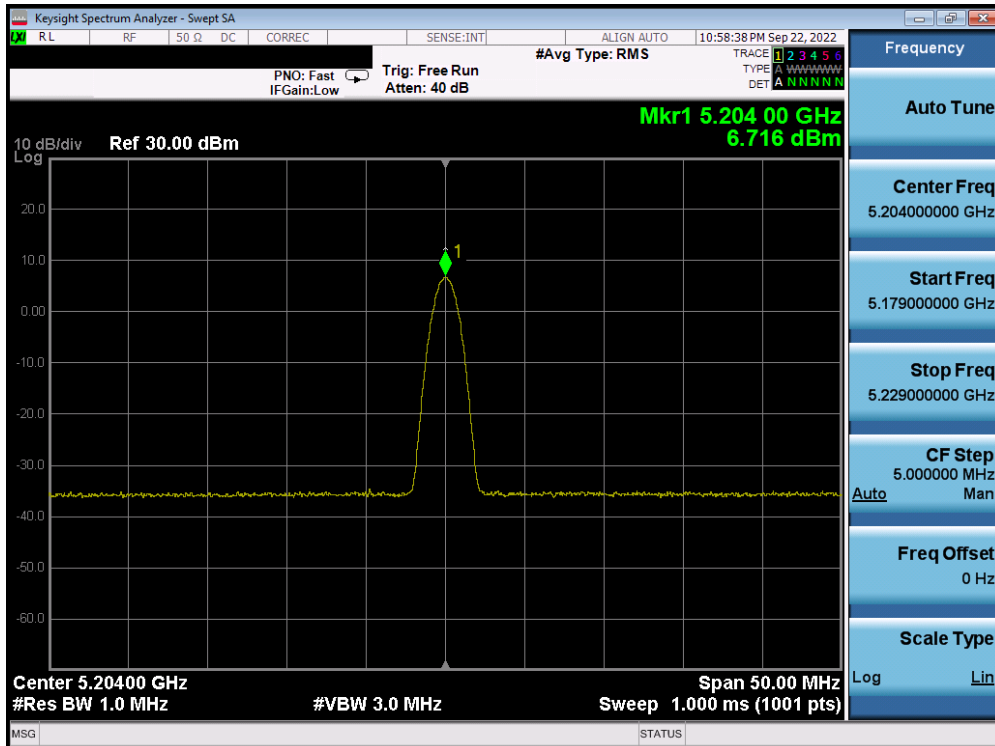 Keysight Spectrum Analyzer - Swept SA
LXI RL RF 50 Ω DC CORREC SENSE:INT ALIGN AUTO 10:58:38 PM Sep 22, 2022
Frequency
#Avg Type: RMS
TRACE 1 2 3 4 5 6
PNO: Fast Trig: Free Run
TYPE A WWWWW
IFGain:Low Atten: 40 dB
DET A N N N N N
Auto Tune
Mkr1 5.204 00 GHz
6.716 dBm
10 dB/div Ref 30.00 dBm
Log
Center Freq
5.204000000 GHz
20.0
1
10.0
Start Freq
5.179000000 GHz
0.00
-10.0
Stop Freq
5.229000000 GHz
-20.0
-30.0
CF Step
5.000000 MHz
Auto Man
-40.0
Freq Offset
0 Hz
-50.0
-60.0
Scale Type
Log Lin
Center 5.20400 GHz Span 50.00 MHz
#Res BW 1.0 MHz #VBW 3.0 MHz Sweep 1.000 ms (1001 pts)
MSG STATUS